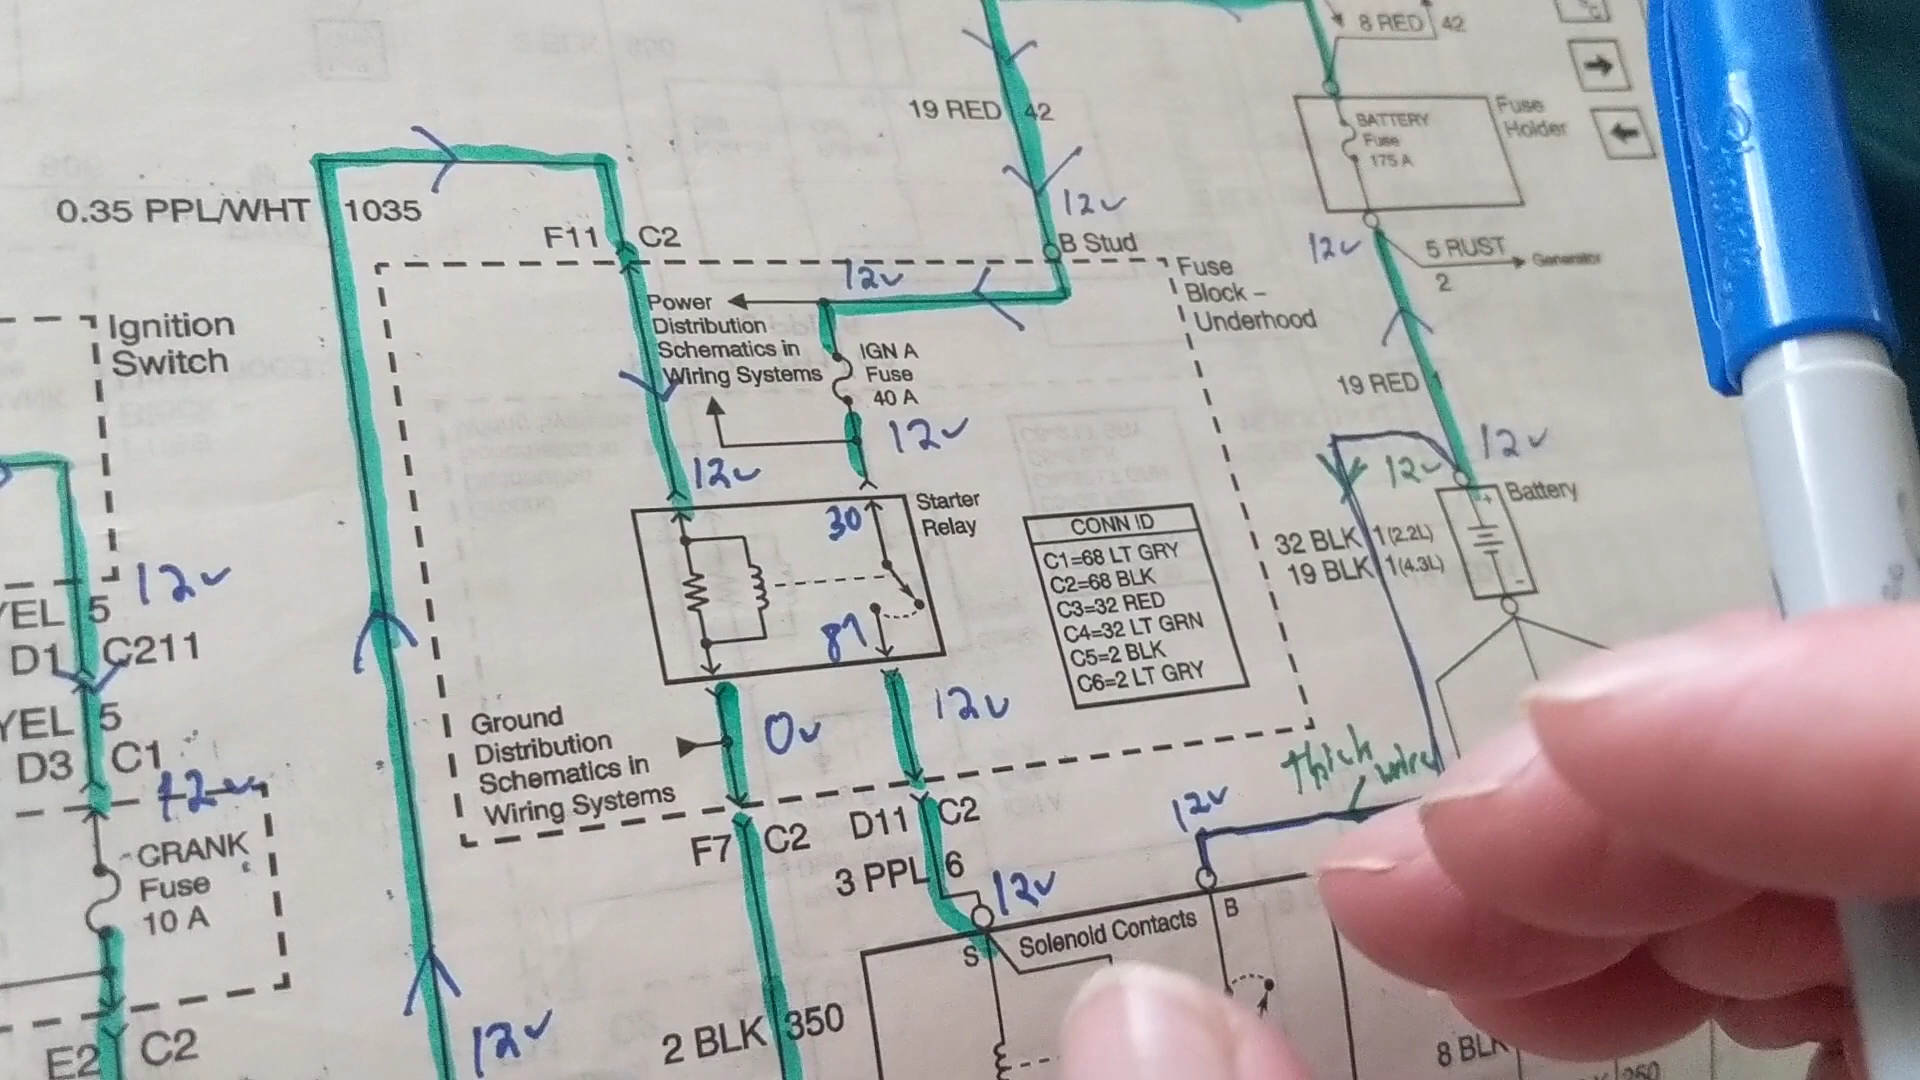 8 RED 42
19 RED 42
BATTERY
Fuse
175 A
Fuse
Holder
0.35 PPL/WHT 1035
12v
F11 C2
B Stud
12v
5 RUST
2
Generator
12v
Fuse
Block -
Underhood
Power
Distribution
Schematics in
Wiring Systems
Ignition
Switch
IGN A
Fuse
40 A
19 RED 1
12v
12v
12v
12v
Battery
+
-
Starter
Relay
30
87
CONN ID
C1=68 LT GRY
C2=68 BLK
C3=32 RED
C4=32 LT GRN
C5=2 BLK
C6=2 LT GRY
32 BLK 1(2.2L)
19 BLK 1(4.3L)
12v
YEL 5
D1 C211
YEL 5
D3 C1
12v
CRANK
Fuse
10 A
E2 C2
Ground
Distribution
Schematics in
Wiring Systems
0v
12v
thick wire
F7 C2
D11 C2
3 PPL 6
12v
12v
B
S
Solenoid Contacts
2 BLK 350
12v
8 BLK